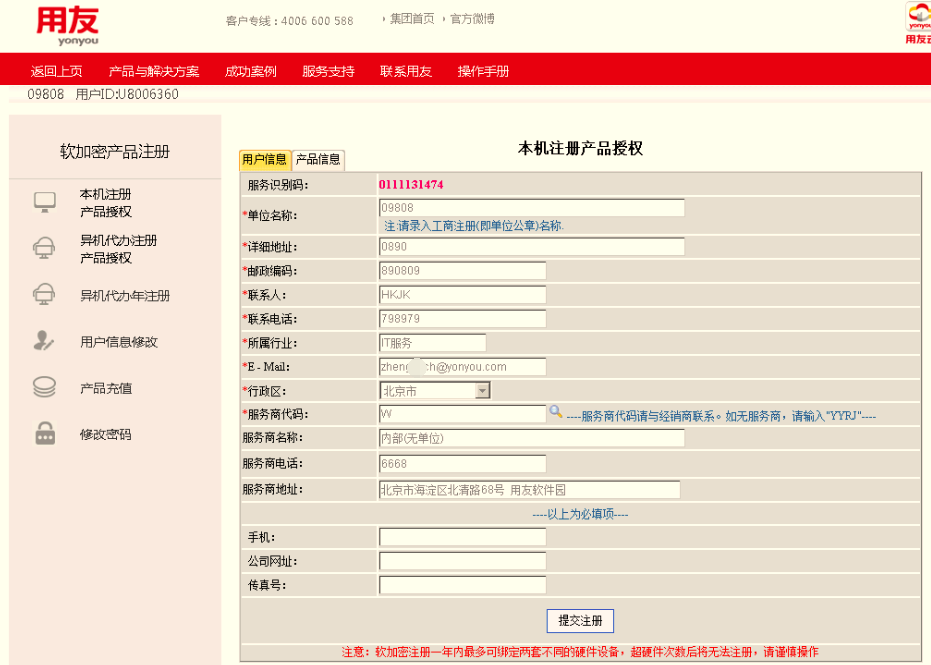 用友
yonyou
客户专线：4006 600 588
集团首页
官方微博
yonyou
返回上页 产品与解决方案 成功案例 服务支持 联系用友 操作手册
09808 用户ID:U8006360
软加密产品注册
本机注册
产品授权
异机代办注册
产品授权
异机代办年注册
用户信息修改
产品充值
修改密码
本机注册产品授权
用户信息 产品信息
服务识别码： 0111131474
*单位名称： 09808
注:请录入工商注册(即单位公章)名称.
*详细地址： 0890
*邮政编码： 890809
*联系人： HKJK
*联系电话： 798979
*所属行业： IT服务
*E - Mail: zheng ch@yonyou.com
*行政区： 北京市
*服务商代码： W ----服务商代码请与经销商联系。如无服务商，请输入"YYRJ"----
服务商名称： 内部(无单位)
服务商电话： 6668
服务商地址： 北京市海淀区北清路68号 用友软件园
----以上为必填项----
手机：
公司网址：
传真号：
提交注册
注意：软加密注册一年内最多可绑定两套不同的硬件设备，超硬件次数后将无法注册，请谨慎操作